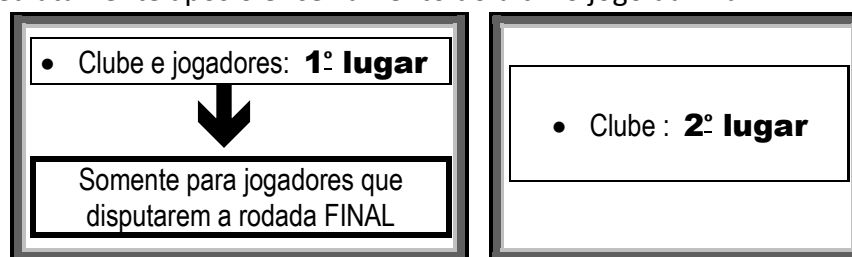 • Clube e jogadores: 1º lugar
Somente para jogadores que
disputarem a rodada FINAL
• Clube : 2º lugar